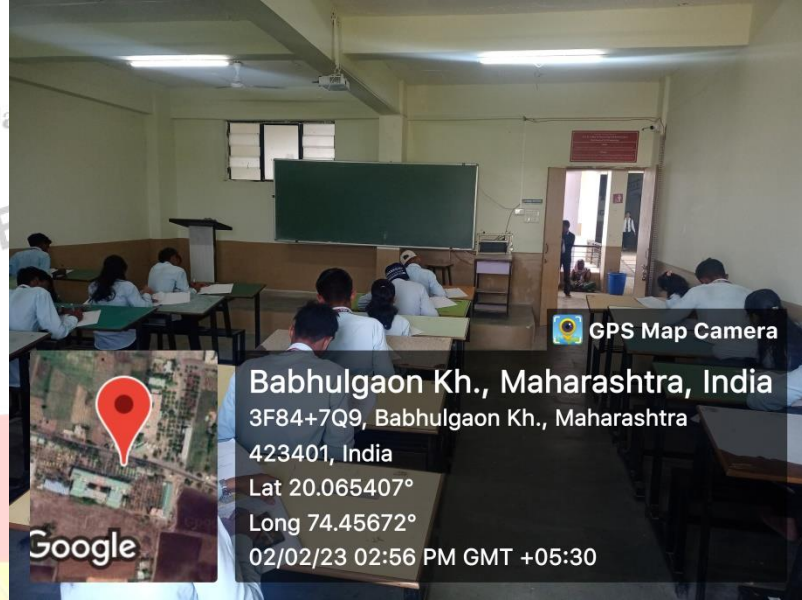 GPS Map Camera
Babhulgaon Kh., Maharashtra, India
3F84+7Q9, Babhulgaon Kh., Maharashtra
423401, India
Lat 20.065407°
Long 74.45672°
02/02/23 02:56 PM GMT +05:30
Google